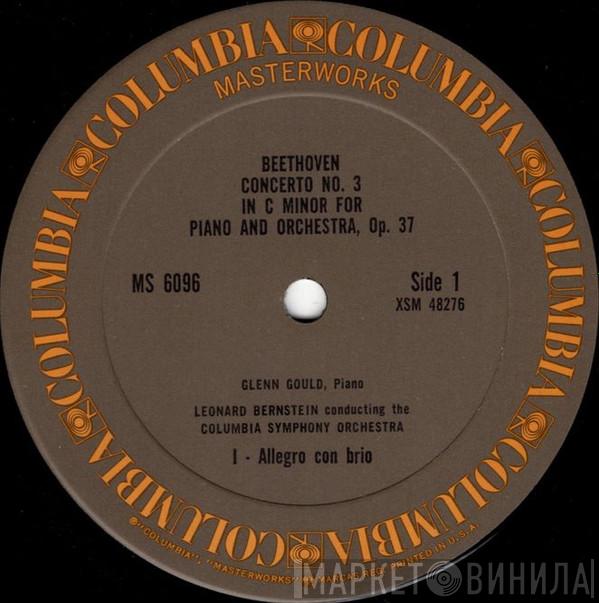 COLUMBIA COLUMBIA COLUMBIA COLUMBIA COLUMBIA COLUMBIA
MASTERWORKS
BEETHOVEN
CONCERTO NO. 3
IN C MINOR FOR
PIANO AND ORCHESTRA, Op. 37
MS 6096
Side 1
XSM 48276
GLENN GOULD, Piano
LEONARD BERNSTEIN conducting the
COLUMBIA SYMPHONY ORCHESTRA
I - Allegro con brio
℗"COLUMBIA", "MASTERWORKS" MARCAS REG. PRINTED IN U.S.A.
МАРКЕТ ВИНИЛА